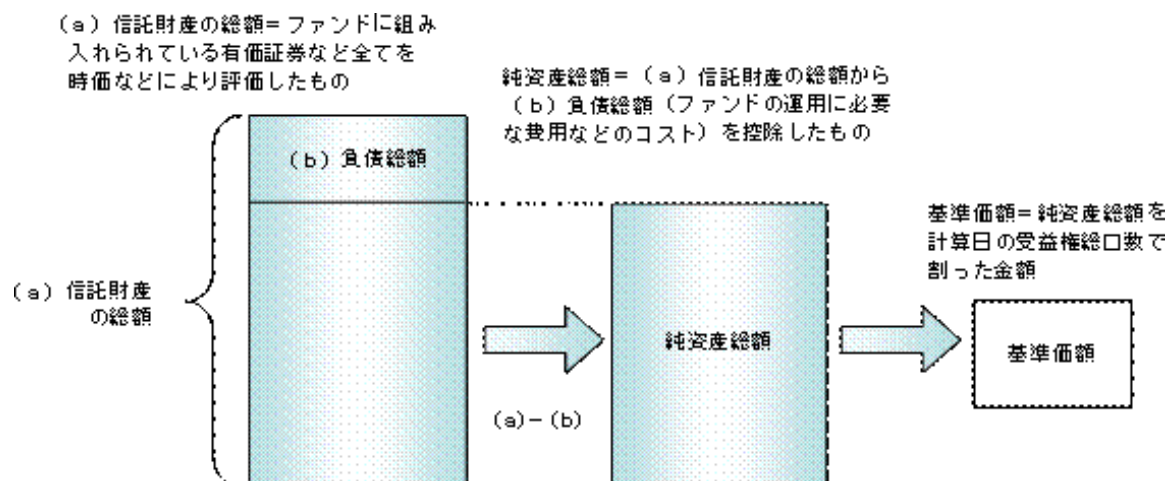 (a) 信託財産の総額=ファンドに組み
入れられている有価証券など全てを
時価などにより評価したもの
純資産総額=(a) 信託財産の総額から
(b) 負債総額(ファンドの運用に必要
な費用などのコスト)を控除したもの
(b) 負債総額
基準価額=純資産総額を
計算日の受益権総口数で
割った金額
(a) 信託財産
の総額
純資産総額
基準価額
(a)-(b)